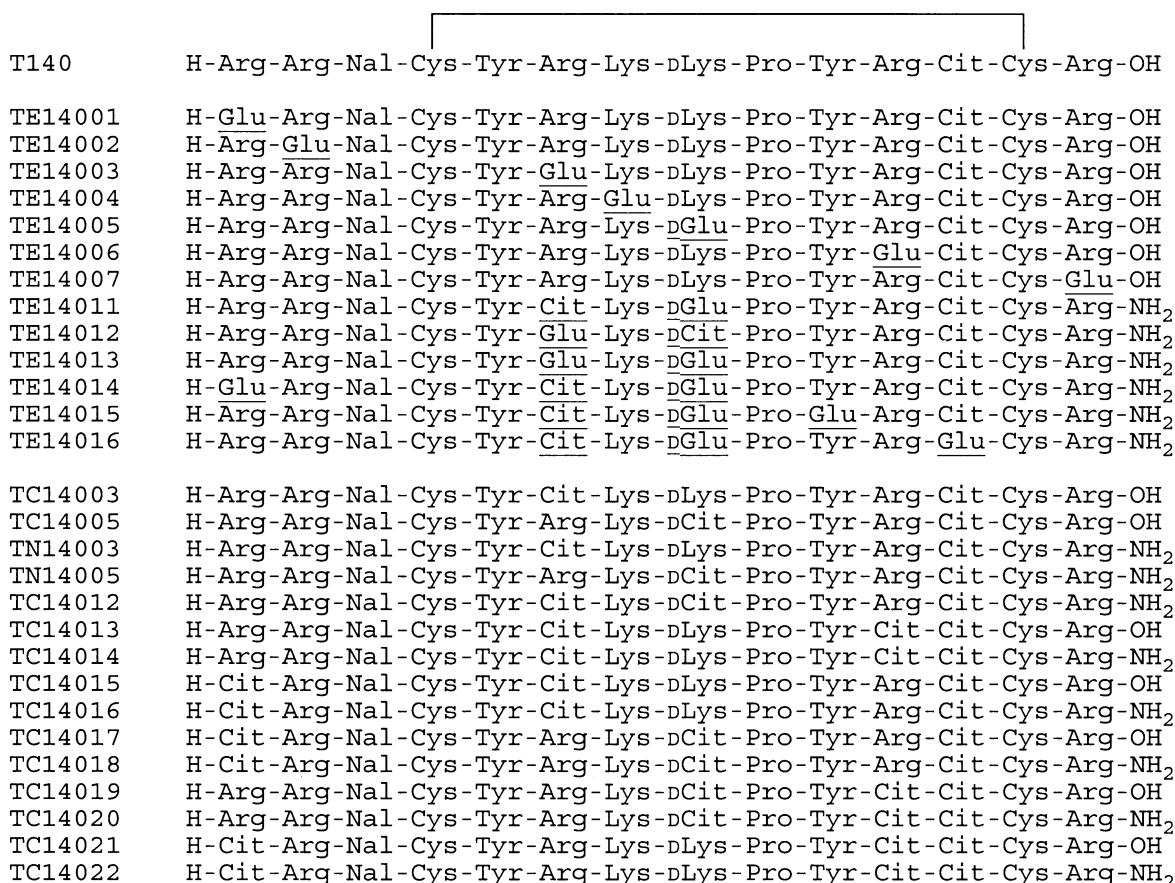 T140 H-Arg-Arg-Nal-Cys-Tyr-Arg-Lys-DLys-Pro-Tyr-Arg-Cit-Cys-Arg-OH
TE14001 H-Glu-Arg-Nal-Cys-Tyr-Arg-Lys-DLys-Pro-Tyr-Arg-Cit-Cys-Arg-OH
TE14002 H-Arg-Glu-Nal-Cys-Tyr-Arg-Lys-DLys-Pro-Tyr-Arg-Cit-Cys-Arg-OH
TE14003 H-Arg-Arg-Nal-Cys-Tyr-Glu-Lys-DLys-Pro-Tyr-Arg-Cit-Cys-Arg-OH
TE14004 H-Arg-Arg-Nal-Cys-Tyr-Arg-Glu-DLys-Pro-Tyr-Arg-Cit-Cys-Arg-OH
TE14005 H-Arg-Arg-Nal-Cys-Tyr-Arg-Lys-DGlu-Pro-Tyr-Arg-Cit-Cys-Arg-OH
TE14006 H-Arg-Arg-Nal-Cys-Tyr-Arg-Lys-DLys-Pro-Tyr-Glu-Cit-Cys-Arg-OH
TE14007 H-Arg-Arg-Nal-Cys-Tyr-Arg-Lys-DLys-Pro-Tyr-Arg-Cit-Cys-Glu-OH
TE14011 H-Arg-Arg-Nal-Cys-Tyr-Cit-Lys-DGlu-Pro-Tyr-Arg-Cit-Cys-Arg-NH2
TE14012 H-Arg-Arg-Nal-Cys-Tyr-Glu-Lys-DCit-Pro-Tyr-Arg-Cit-Cys-Arg-NH2
TE14013 H-Arg-Arg-Nal-Cys-Tyr-Glu-Lys-DGlu-Pro-Tyr-Arg-Cit-Cys-Arg-NH2
TE14014 H-Glu-Arg-Nal-Cys-Tyr-Cit-Lys-DGlu-Pro-Tyr-Arg-Cit-Cys-Arg-NH2
TE14015 H-Arg-Arg-Nal-Cys-Tyr-Cit-Lys-DGlu-Pro-Glu-Arg-Cit-Cys-Arg-NH2
TE14016 H-Arg-Arg-Nal-Cys-Tyr-Cit-Lys-DGlu-Pro-Tyr-Arg-Glu-Cys-Arg-NH2
TC14003 H-Arg-Arg-Nal-Cys-Tyr-Cit-Lys-DLys-Pro-Tyr-Arg-Cit-Cys-Arg-OH
TC14005 H-Arg-Arg-Nal-Cys-Tyr-Arg-Lys-DCit-Pro-Tyr-Arg-Cit-Cys-Arg-OH
TN14003 H-Arg-Arg-Nal-Cys-Tyr-Cit-Lys-DLys-Pro-Tyr-Arg-Cit-Cys-Arg-NH2
TN14005 H-Arg-Arg-Nal-Cys-Tyr-Arg-Lys-DCit-Pro-Tyr-Arg-Cit-Cys-Arg-NH2
TC14012 H-Arg-Arg-Nal-Cys-Tyr-Cit-Lys-DCit-Pro-Tyr-Arg-Cit-Cys-Arg-NH2
TC14013 H-Arg-Arg-Nal-Cys-Tyr-Cit-Lys-DLys-Pro-Tyr-Cit-Cit-Cys-Arg-OH
TC14014 H-Arg-Arg-Nal-Cys-Tyr-Cit-Lys-DLys-Pro-Tyr-Cit-Cit-Cys-Arg-NH2
TC14015 H-Cit-Arg-Nal-Cys-Tyr-Cit-Lys-DLys-Pro-Tyr-Arg-Cit-Cys-Arg-OH
TC14016 H-Cit-Arg-Nal-Cys-Tyr-Cit-Lys-DLys-Pro-Tyr-Arg-Cit-Cys-Arg-NH2
TC14017 H-Cit-Arg-Nal-Cys-Tyr-Arg-Lys-DCit-Pro-Tyr-Arg-Cit-Cys-Arg-OH
TC14018 H-Cit-Arg-Nal-Cys-Tyr-Arg-Lys-DCit-Pro-Tyr-Arg-Cit-Cys-Arg-NH2
TC14019 H-Arg-Arg-Nal-Cys-Tyr-Arg-Lys-DCit-Pro-Tyr-Cit-Cit-Cys-Arg-OH
TC14020 H-Arg-Arg-Nal-Cys-Tyr-Arg-Lys-DCit-Pro-Tyr-Cit-Cit-Cys-Arg-NH2
TC14021 H-Cit-Arg-Nal-Cys-Tyr-Arg-Lys-DLys-Pro-Tyr-Cit-Cit-Cys-Arg-OH
TC14022 H-Cit-Arg-Nal-Cys-Tyr-Arg-Lys-DLys-Pro-Tyr-Cit-Cit-Cys-Arg-NH2